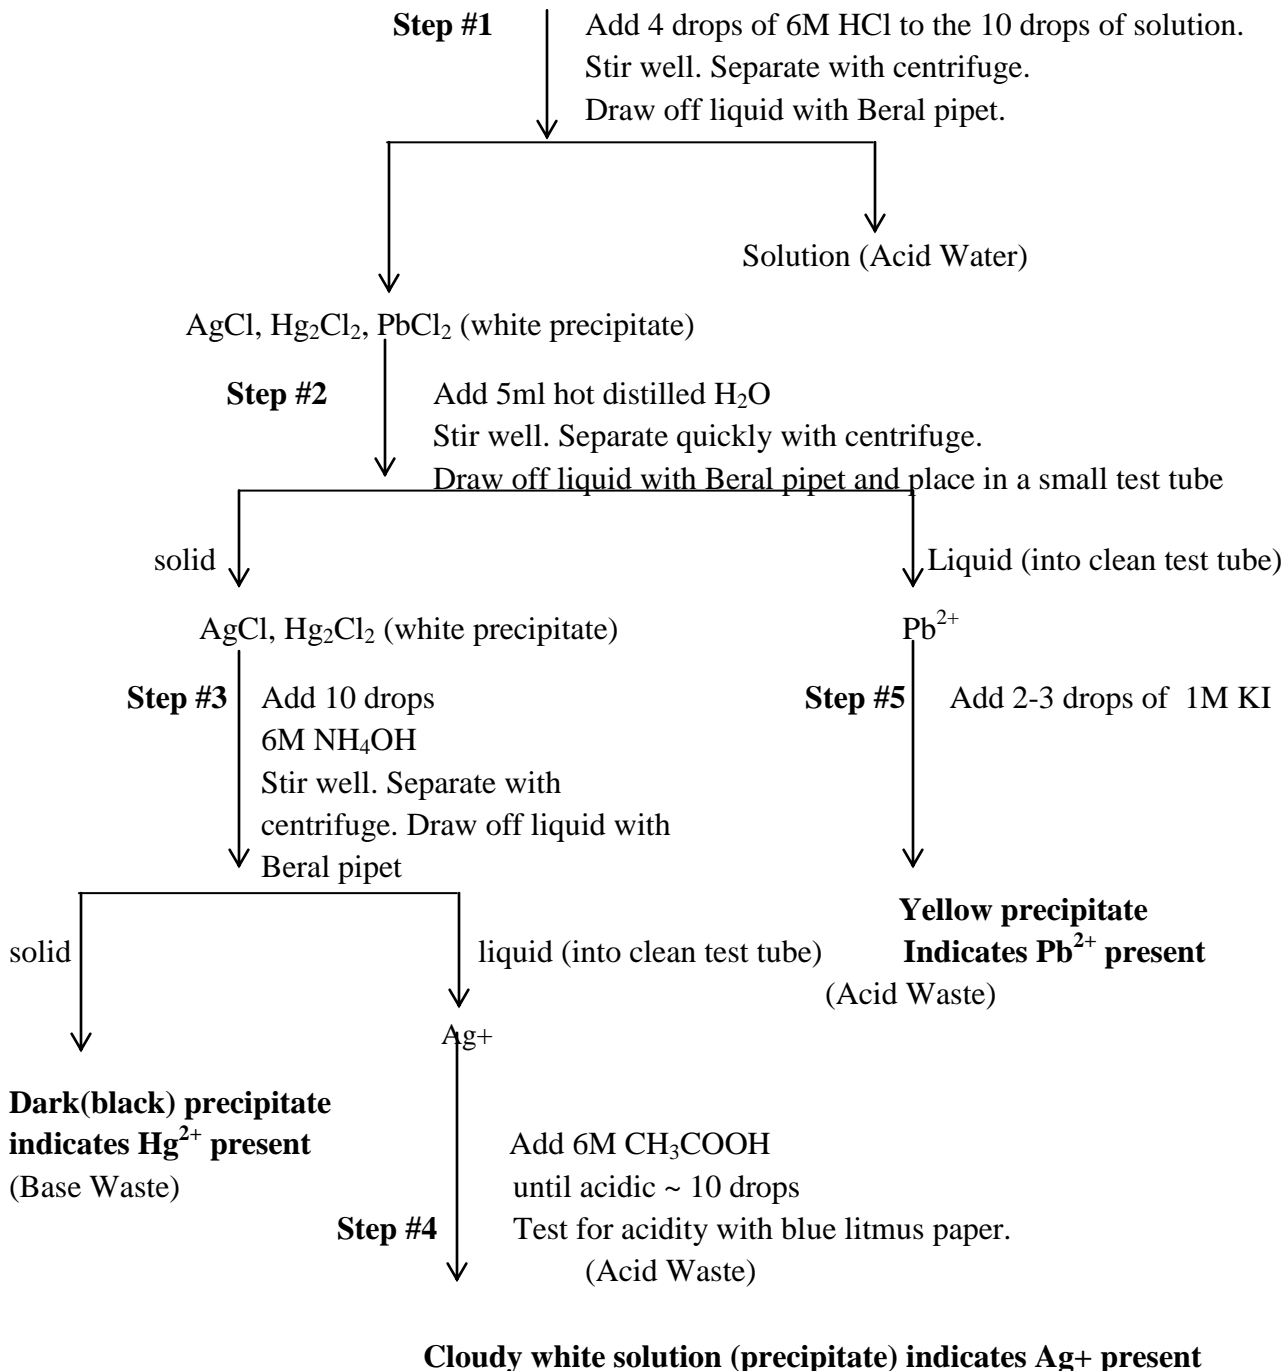 Step #1
Add 4 drops of 6M HCl to the 10 drops of solution.
Stir well. Separate with centrifuge.
Draw off liquid with Beral pipet.
Solution (Acid Water)
AgCl, Hg₂Cl₂, PbCl₂ (white precipitate)
Step #2
Add 5ml hot distilled H₂O
Stir well. Separate quickly with centrifuge.
Draw off liquid with Beral pipet and place in a small test tube
solid
Liquid (into clean test tube)
AgCl, Hg₂Cl₂ (white precipitate)
Pb²⁺
Step #3
Add 10 drops
6M NH₄OH
Stir well. Separate with
centrifuge. Draw off liquid with
Beral pipet
Step #5
Add 2-3 drops of 1M KI
Yellow precipitate
Indicates Pb²⁺ present
(Acid Waste)
solid
liquid (into clean test tube)
Ag+
Dark(black) precipitate
indicates Hg²⁺ present
(Base Waste)
Step #4
Add 6M CH₃COOH
until acidic ~ 10 drops
Test for acidity with blue litmus paper.
(Acid Waste)
Cloudy white solution (precipitate) indicates Ag+ present